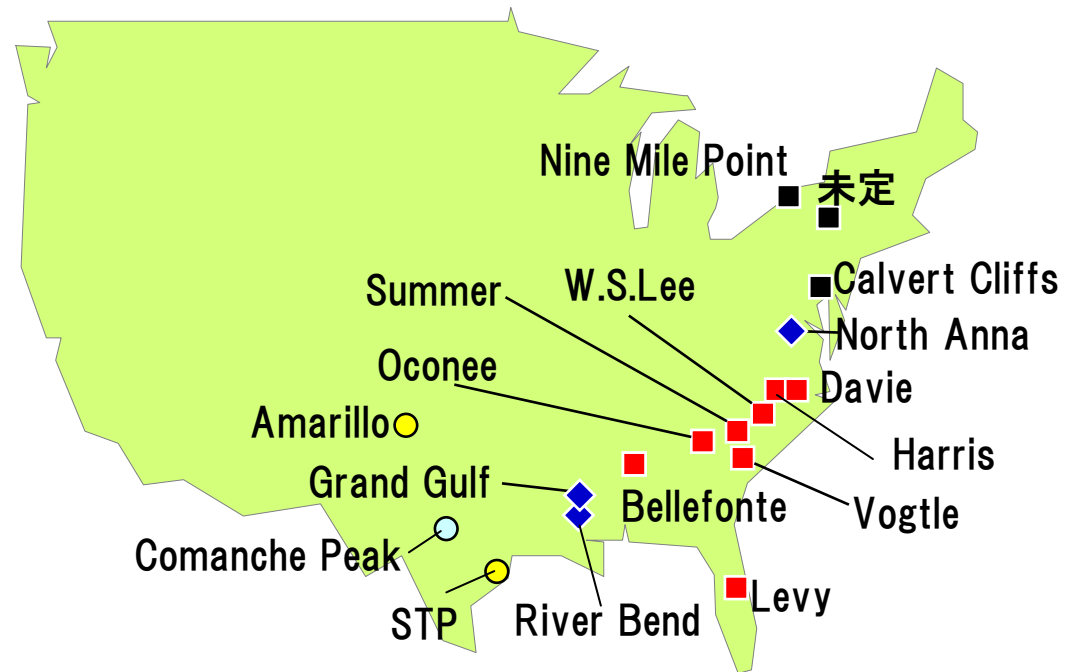 Nine Mile Point
未定
Calvert Cliffs
W.S.Lee
Summer
North Anna
Oconee
Davie
Amarillo
Harris
Grand Gulf
Bellefonte
Vogtle
Comanche Peak
Levy
STP
River Bend